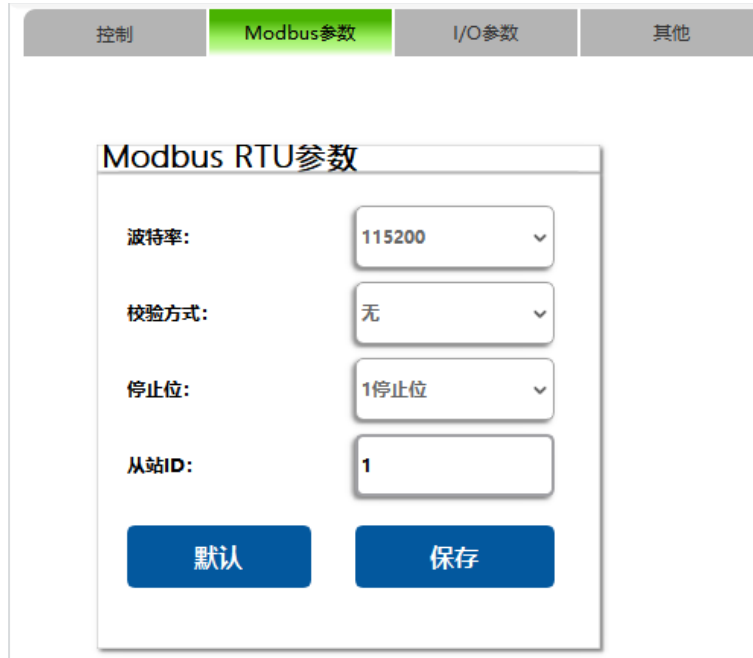 控制 Modbus参数 I/O参数 其他
Modbus RTU参数
波特率: 115200
校验方式: 无
停止位: 1停止位
从站ID: 1
默认 保存